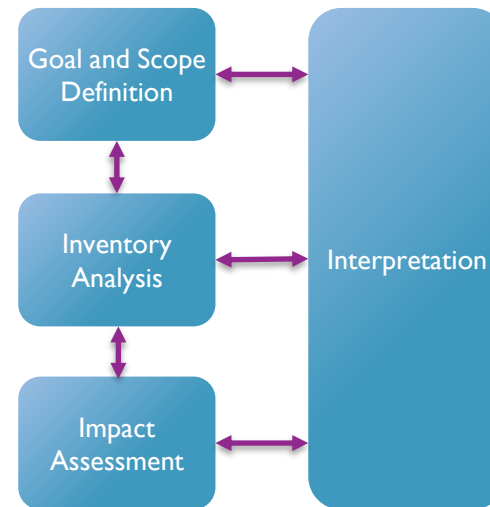 Goal and Scope
Definition
Inventory
Analysis
Interpretation
Impact
Assessment